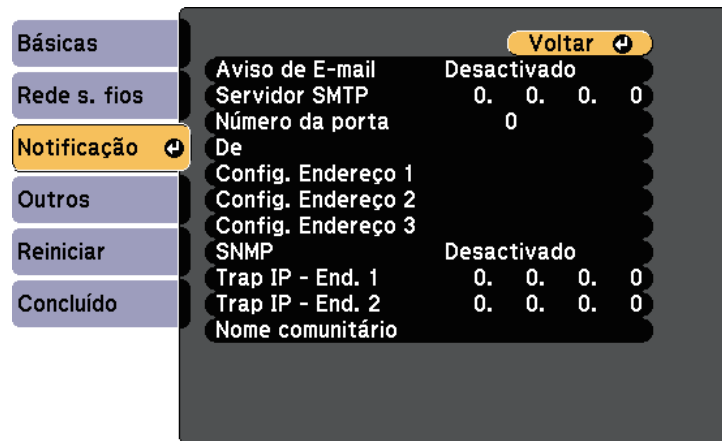 Básicas
Rede s. fios
Notificação
Outros
Reiniciar
Concluído
Voltar
Aviso de E-mail Desactivado
Servidor SMTP 0. 0. 0. 0
Número da porta 0
De
Config. Endereço 1
Config. Endereço 2
Config. Endereço 3
SNMP Desactivado
Trap IP - End. 1 0. 0. 0. 0
Trap IP - End. 2 0. 0. 0. 0
Nome comunitário